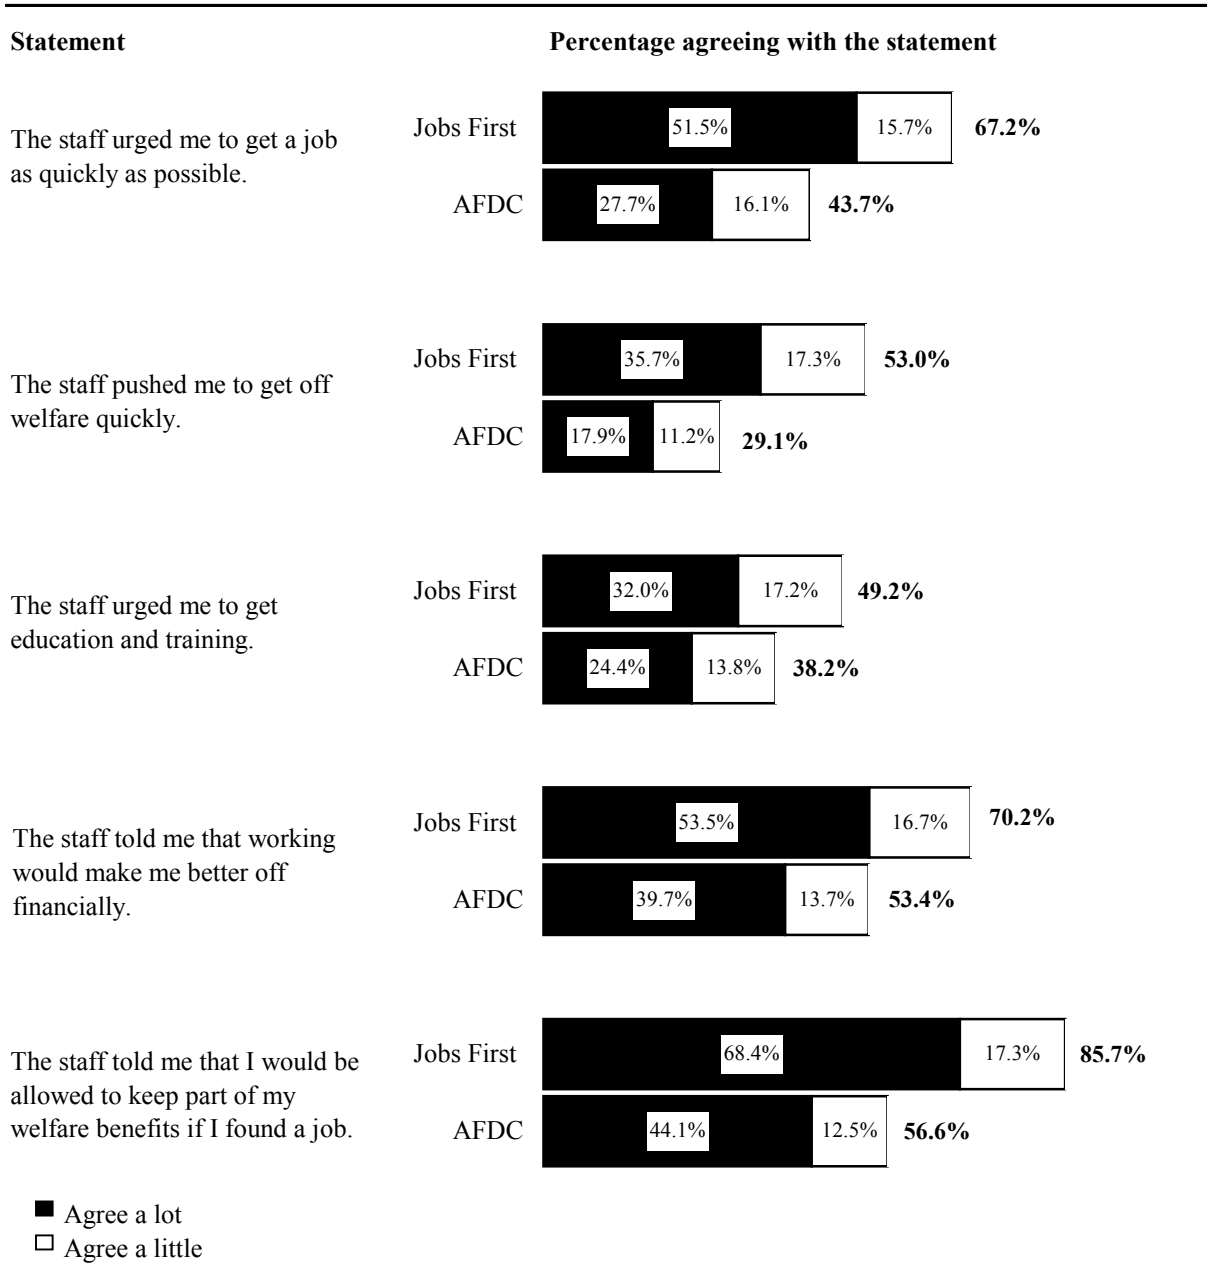 Statement
Percentage agreeing with the statement
The staff urged me to get a job
as quickly as possible.
Jobs First
51.5%
15.7%
67.2%
AFDC
27.7%
16.1%
43.7%
The staff pushed me to get off
welfare quickly.
Jobs First
35.7%
17.3%
53.0%
AFDC
17.9%
11.2%
29.1%
The staff urged me to get
education and training.
Jobs First
32.0%
17.2%
49.2%
AFDC
24.4%
13.8%
38.2%
The staff told me that working
would make me better off
financially.
Jobs First
53.5%
16.7%
70.2%
AFDC
39.7%
13.7%
53.4%
The staff told me that I would be
allowed to keep part of my
welfare benefits if I found a job.
Jobs First
68.4%
17.3%
85.7%
AFDC
44.1%
12.5%
56.6%
Agree a lot
Agree a little